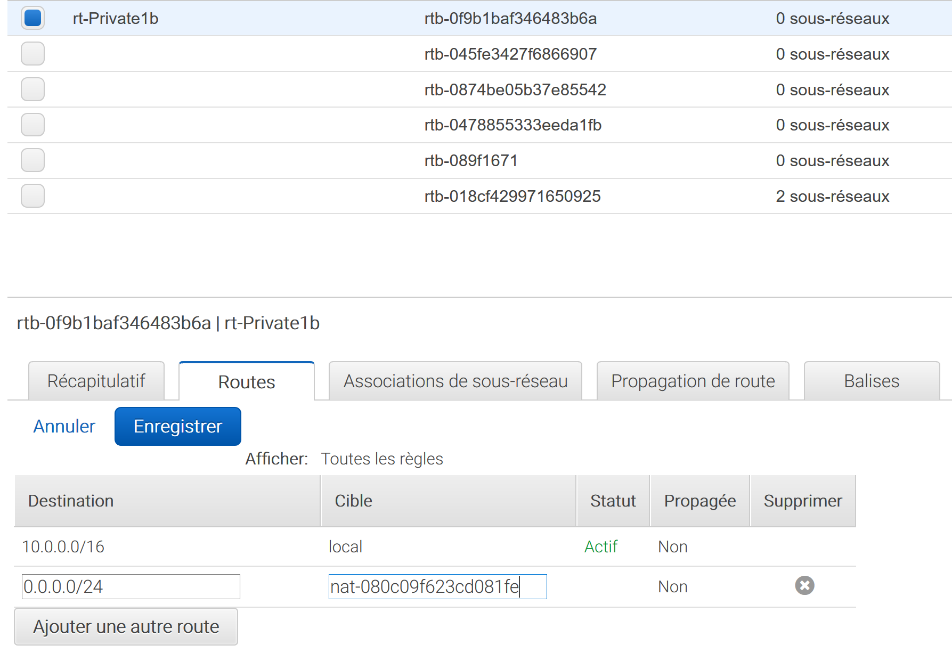 rt-Private1b rtb-0f9b1baf346483b6a 0 sous-réseaux
rtb-045fe3427f6866907 0 sous-réseaux
rtb-0874be05b37e85542 0 sous-réseaux
rtb-0478855333eeda1fb 0 sous-réseaux
rtb-089f1671 0 sous-réseaux
rtb-018cf429971650925 2 sous-réseaux
rtb-0f9b1baf346483b6a | rt-Private1b
Récapitulatif Routes Associations de sous-réseau Propagation de route Balises
Annuler Enregistrer
Afficher: Toutes les règles
Destination Cible Statut Propagée Supprimer
10.0.0.0/16 local Actif Non
0.0.0.0/24 nat-080c09f623cd081fe Non
Ajouter une autre route